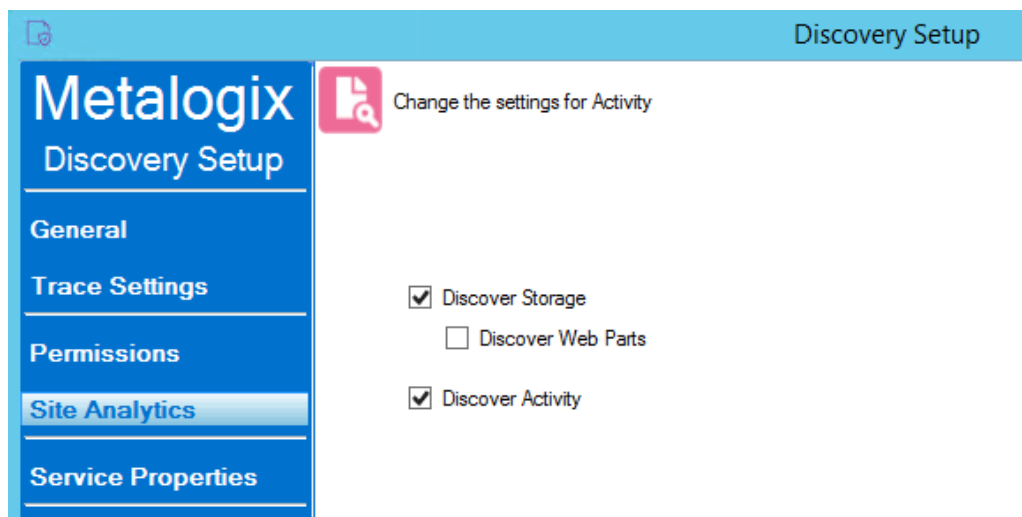 Discovery Setup
Metalogix
Discovery Setup
General
Trace Settings
Permissions
Site Analytics
Service Properties
Change the settings for Activity
Discover Storage
Discover Web Parts
Discover Activity